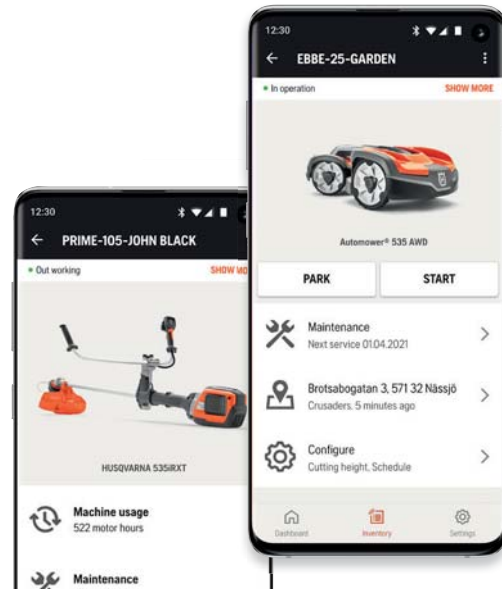 12:30
EBBE-25-GARDEN
In operation
SHOW MORE
Automower® 535 AWD
PARK
START
Maintenance
Next service 01.04.2021
Brotsabogatan 3, 571 32 Nässjö
Crusaders, 5 minutes ago
Configure
Cutting height, Schedule
Dashboard
Inventory
Settings
12:30
PRIME-105-JOHN BLACK
Out working
SHOW MO
HUSQVARNA 535iRXT
Machine usage
522 motor hours
Maintenance